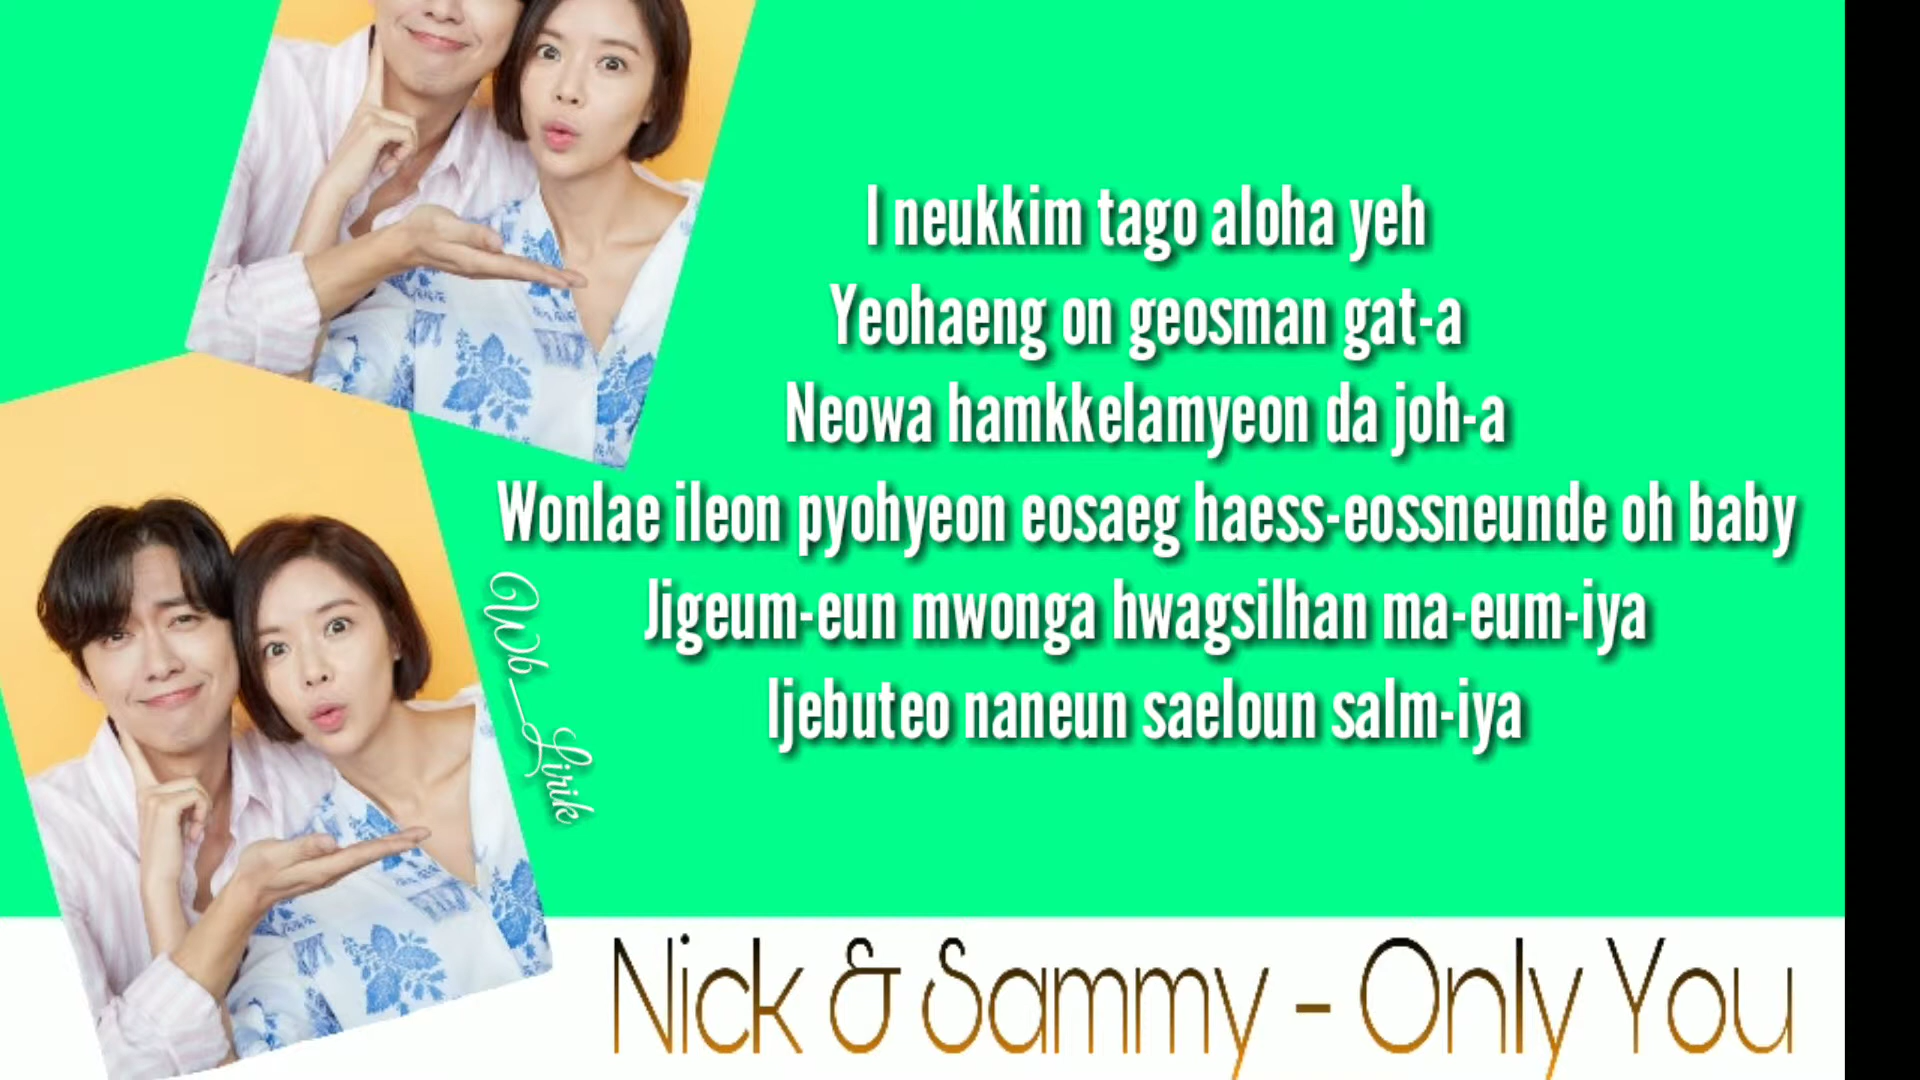 I neukkim tago aloha yeh
Yeohaeng on geosman gat-a
Neowa hamkkelamyeon da joh-a
Wonlae ileon pyohyeon eosaeg haess-eossneunde oh baby
Jigeum-eun mwonga hwagsilhan ma-eum-iya
Ijebuteo naneun saeloun salm-iya
Wb_Lirik
Nick & Sammy - Only You